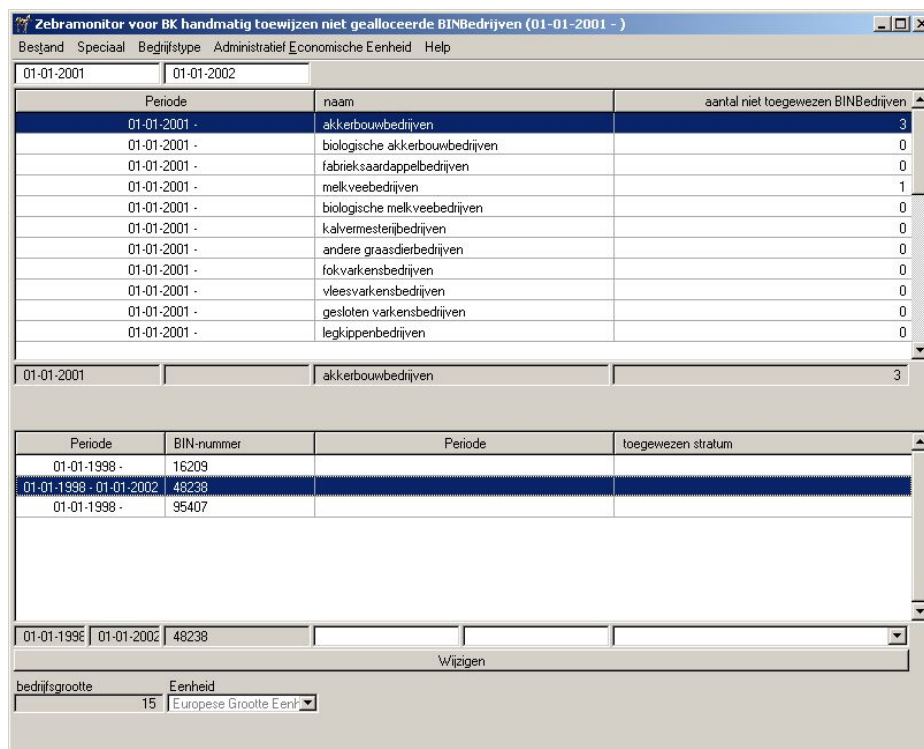 Zebramonitor voor BK handmatig toewijzen niet gealloceerde BINBedrijven (01-01-2001 - )
Bestand Speciaal Bedrijfstype Administratief Economische Eenheid Help
01-01-2001 01-01-2002
Periode naam aantal niet toegewezen BINBedrijven
01-01-2001 - akkerbouwbedrijven 3
01-01-2001 - biologische akkerbouwbedrijven 0
01-01-2001 - fabrieksaardappelbedrijven 0
01-01-2001 - melkveebedrijven 1
01-01-2001 - biologische melkveebedrijven 0
01-01-2001 - kalvermesterijbedrijven 0
01-01-2001 - andere graasdierbedrijven 0
01-01-2001 - fokvarkensbedrijven 0
01-01-2001 - vleesvarkensbedrijven 0
01-01-2001 - gesloten varkensbedrijven 0
01-01-2001 - legkippenbedrijven 0
01-01-2001 akkerbouwbedrijven 3
Periode BIN-nummer Periode toegewezen stratum
01-01-1998 - 16209
01-01-1998 - 01-01-2002 48238
01-01-1998 - 95407
01-01-1998 01-01-2002 48238
Wijzigen
bedrijfsgrootte Eenheid
15 Europese Grootte Eenh